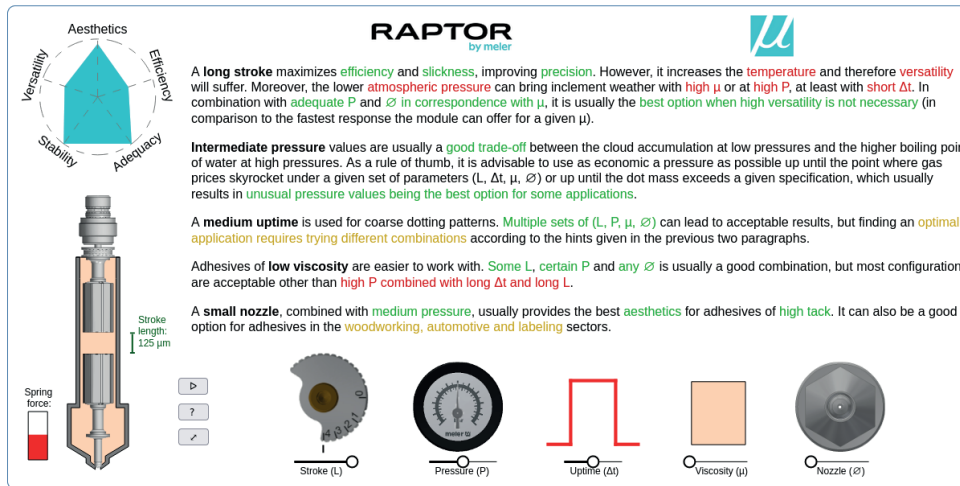 Aesthetics
Versatility
Efficiency
Stability
Adequacy
RAPTOR
by meler
μ
A long stroke maximizes efficiency and slickness, improving precision. However, it increases the temperature and therefore versatility
will suffer. Moreover, the lower atmospheric pressure can bring inclement weather with high μ or at high P, at least with short Δt. In
combination with adequate P and ∅ in correspondence with μ, it is usually the best option when high versatility is not necessary (in
comparison to the fastest response the module can offer for a given μ).
Intermediate pressure values are usually a good trade-off between the cloud accumulation at low pressures and the higher boiling poin
of water at high pressures. As a rule of thumb, it is advisable to use as economic a pressure as possible up until the point where gas
prices skyrocket under a given set of parameters (L, Δt, μ, ∅) or up until the dot mass exceeds a given specification, which usually
results in unusual pressure values being the best option for some applications.
A medium uptime is used for coarse dotting patterns. Multiple sets of (L, P, μ, ∅) can lead to acceptable results, but finding an optimal
application requires trying different combinations according to the hints given in the previous two paragraphs.
Adhesives of low viscosity are easier to work with. Some L, certain P and any ∅ is usually a good combination, but most configuration
are acceptable other than high P combined with long Δt and long L.
A small nozzle, combined with medium pressure, usually provides the best aesthetics for adhesives of high tack. It can also be a good
option for adhesives in the woodworking, automotive and labeling sectors.
Stroke
length:
125 μm
Spring
force:
?
meler
Stroke (L)
Pressure (P)
Uptime (Δt)
Viscosity (μ)
Nozzle (∅)